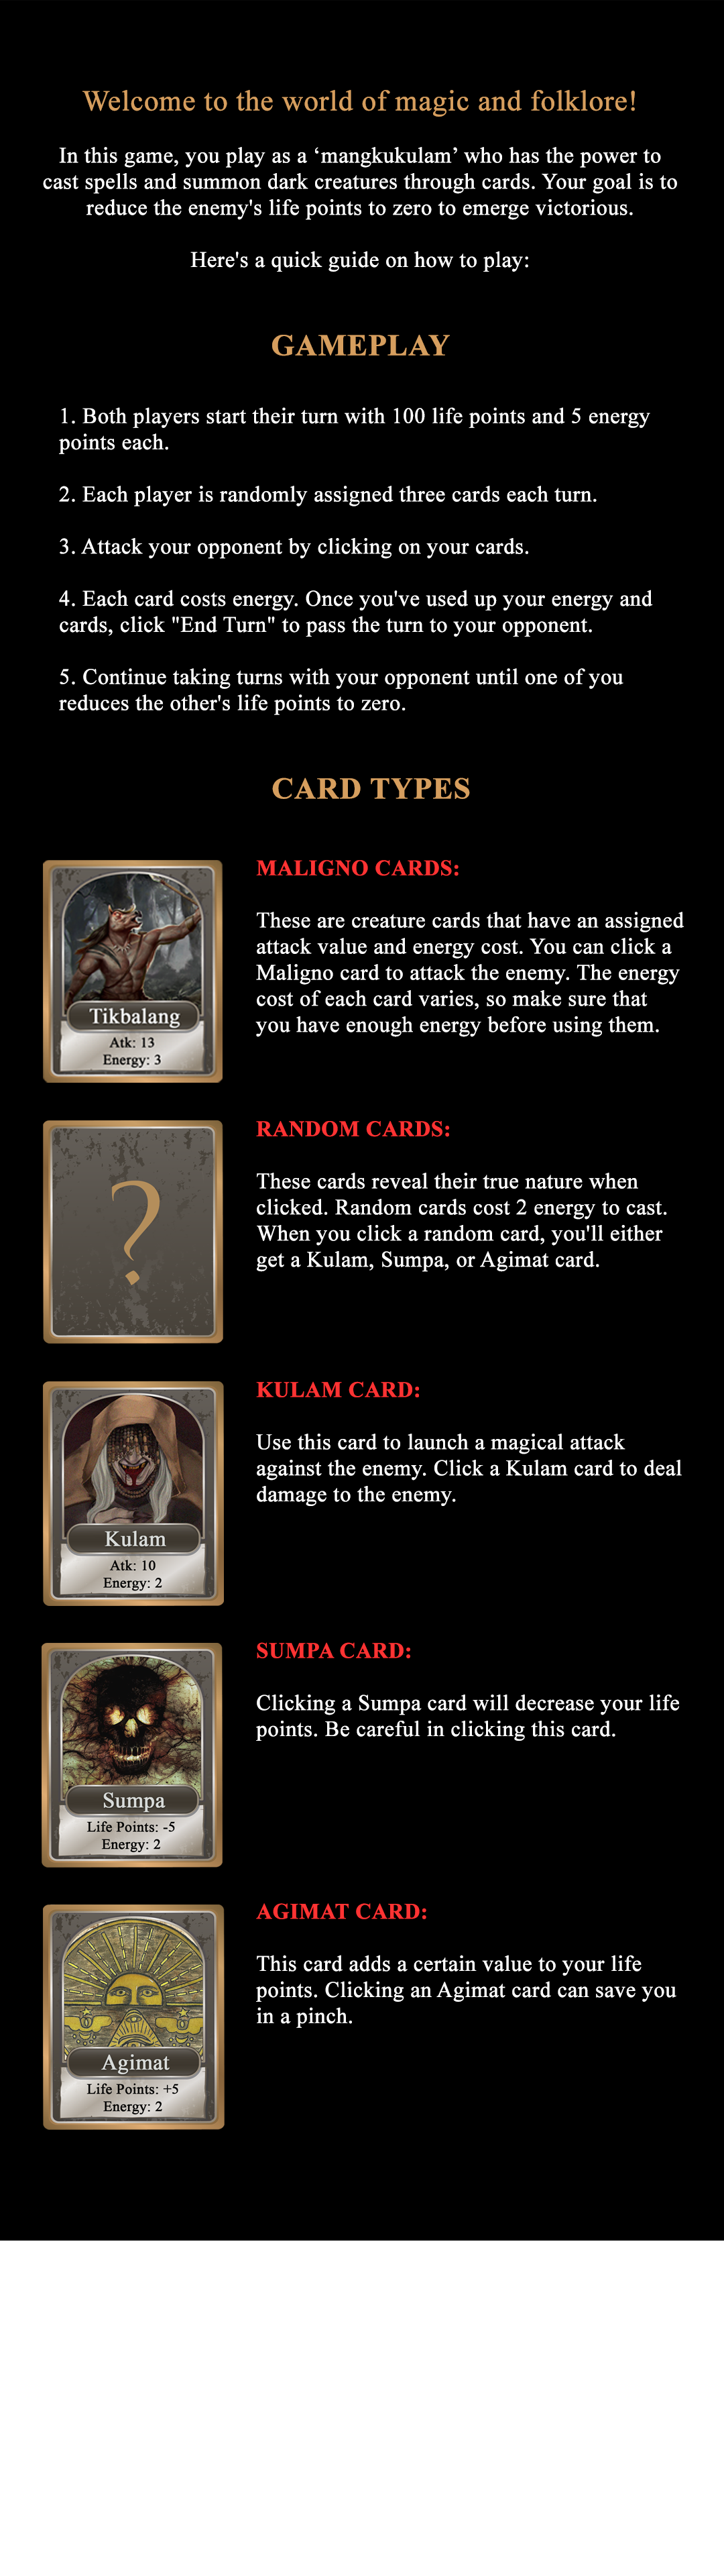 Welcome to the world of magic and folklore!
In this game, you play as a ‘mangkukulam’ who has the power to
cast spells and summon dark creatures through cards. Your goal is to
reduce the enemy's life points to zero to emerge victorious.
Here's a quick guide on how to play:
GAMEPLAY
1. Both players start their turn with 100 life points and 5 energy
points each.
2. Each player is randomly assigned three cards each turn.
3. Attack your opponent by clicking on your cards.
4. Each card costs energy. Once you've used up your energy and
cards, click "End Turn" to pass the turn to your opponent.
5. Continue taking turns with your opponent until one of you
reduces the other's life points to zero.
CARD TYPES
Tikbalang
Atk: 13
Energy: 3
MALIGNO CARDS:
These are creature cards that have an assigned
attack value and energy cost. You can click a
Maligno card to attack the enemy. The energy
cost of each card varies, so make sure that
you have enough energy before using them.
?
RANDOM CARDS:
These cards reveal their true nature when
clicked. Random cards cost 2 energy to cast.
When you click a random card, you'll either
get a Kulam, Sumpa, or Agimat card.
Kulam
Atk: 10
Energy: 2
KULAM CARD:
Use this card to launch a magical attack
against the enemy. Click a Kulam card to deal
damage to the enemy.
Sumpa
Life Points: -5
Energy: 2
SUMPA CARD:
Clicking a Sumpa card will decrease your life
points. Be careful in clicking this card.
Agimat
Life Points: +5
Energy: 2
AGIMAT CARD:
This card adds a certain value to your life
points. Clicking an Agimat card can save you
in a pinch.